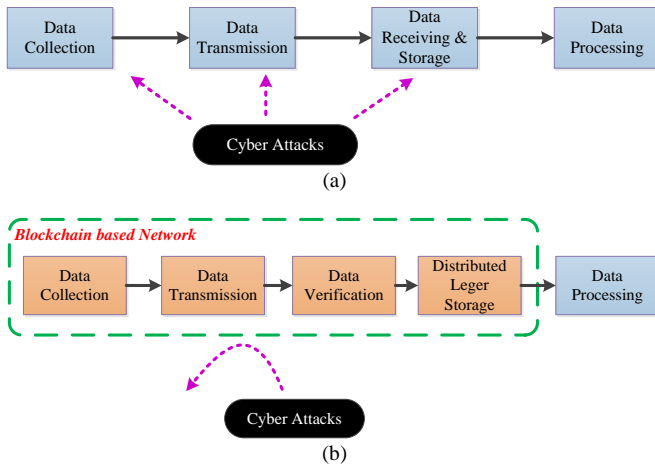 Data
Collection
Data
Transmission
Data
Receiving &
Storage
Data
Processing
Cyber Attacks
(a)
Blockchain based Network
Data
Collection
Data
Transmission
Data
Verification
Distributed
Leger
Storage
Data
Processing
Cyber Attacks
(b)